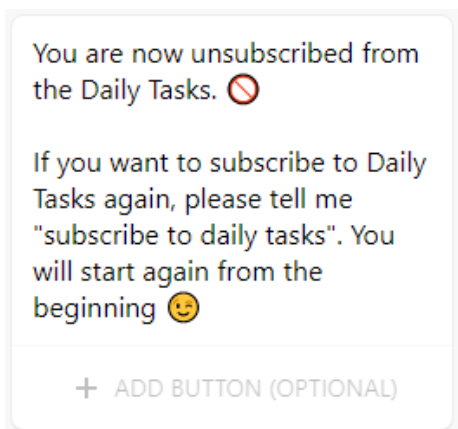 You are now unsubscribed from
the Daily Tasks. 🚫
If you want to subscribe to Daily
Tasks again, please tell me
"subscribe to daily tasks". You
will start again from the
beginning 😉
+ ADD BUTTON (OPTIONAL)